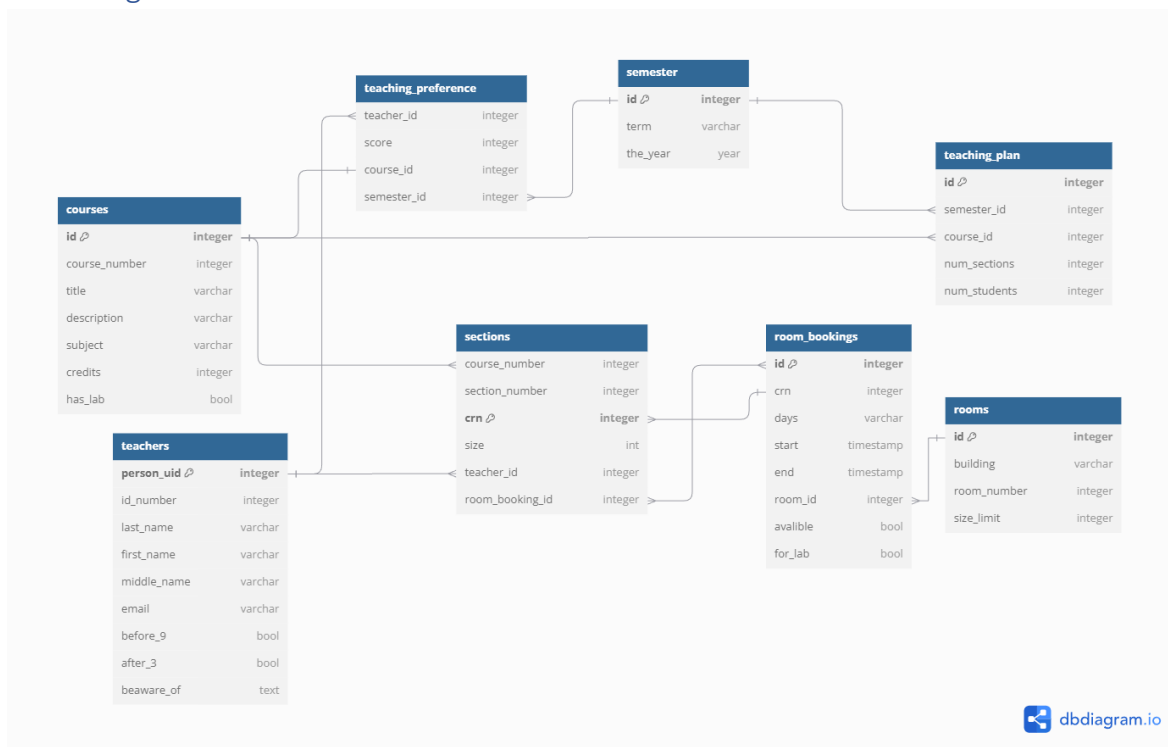 teaching_preference
teacher_id integer
score integer
course_id integer
semester_id integer
semester
id integer
term varchar
the_year year
teaching_plan
id integer
semester_id integer
course_id integer
num_sections integer
num_students integer
courses
id integer
course_number integer
title varchar
description varchar
subject varchar
credits integer
has_lab bool
sections
course_number integer
section_number integer
crn integer
size int
teacher_id integer
room_booking_id integer
room_bookings
id integer
crn integer
days varchar
start timestamp
end timestamp
room_id integer
avalible bool
for_lab bool
rooms
id integer
building varchar
room_number integer
size_limit integer
teachers
person_uid integer
id_number integer
last_name varchar
first_name varchar
middle_name varchar
email varchar
before_9 bool
after_3 bool
beaware_of text
dbdiagram.io